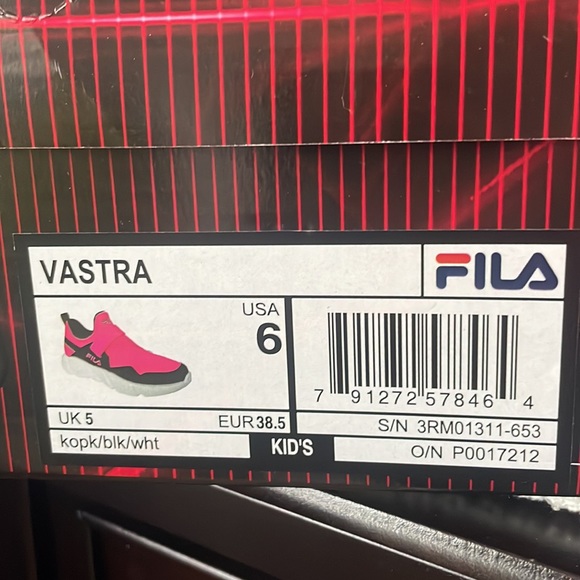 VASTRA
FILA
USA
6
FILA
7 91272 57846 4
UK 5 EUR 38.5
S/N 3RM01311-653
kopk/blk/wht
KID'S
O/N P0017212